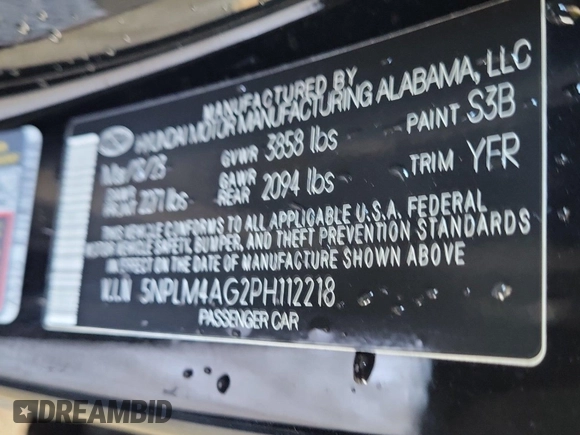 MANUFACTURED BY
HYUNDAI MOTOR MANUFACTURING ALABAMA, LLC
GVWR 3858 lbs PAINT S3B
2271 lbs GAWR REAR 2094 lbs TRIM YFR
THIS VEHICLE CONFORMS TO ALL APPLICABLE U.S.A. FEDERAL
MOTOR VEHICLE SAFETY, BUMPER, AND THEFT PREVENTION STANDARDS
IN EFFECT ON THE DATE OF MANUFACTURE SHOWN ABOVE
V.I.N 5NPLM4AG2PH112218
PASSENGER CAR
DREAMBID